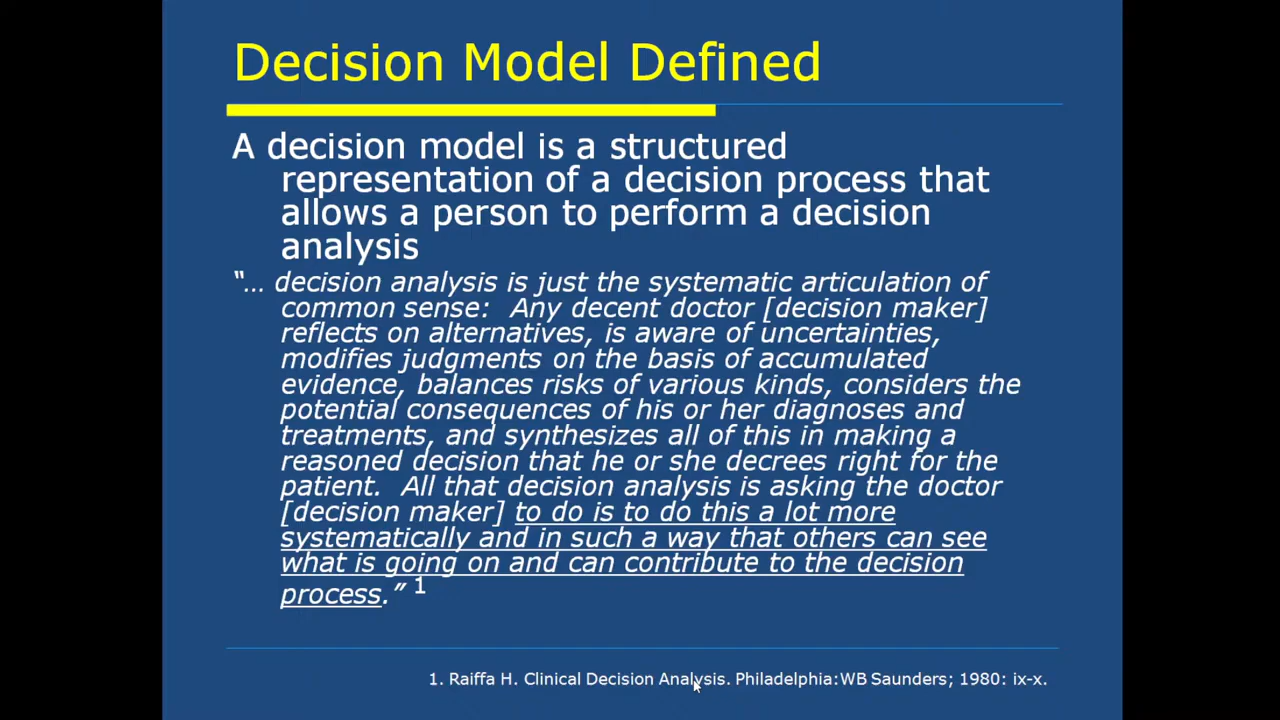 Decision Model Defined
A decision model is a structured
representation of a decision process that
allows a person to perform a decision
analysis
“… decision analysis is just the systematic articulation of
common sense:  Any decent doctor [decision maker]
reflects on alternatives, is aware of uncertainties,
modifies judgments on the basis of accumulated
evidence, balances risks of various kinds, considers the
potential consequences of his or her diagnoses and
treatments, and synthesizes all of this in making a
reasoned decision that he or she decrees right for the
patient.  All that decision analysis is asking the doctor
[decision maker] to do is to do this a lot more
systematically and in such a way that others can see
what is going on and can contribute to the decision
process.” 1
1. Raiffa H. Clinical Decision Analysis. Philadelphia:WB Saunders; 1980: ix-x.